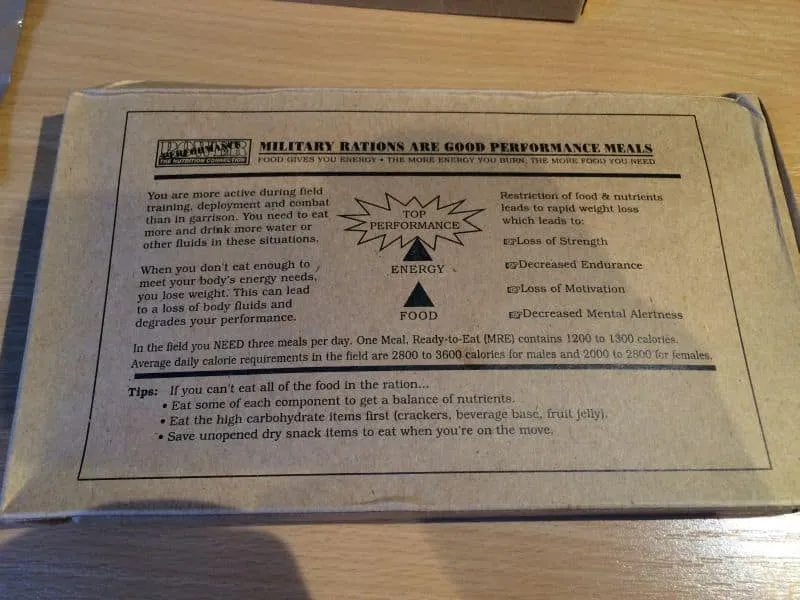 POWER
PERFORMANCE
THE NUTRITION CONNECTION
MILITARY RATIONS ARE GOOD PERFORMANCE MEALS
FOOD GIVES YOU ENERGY • THE MORE ENERGY YOU BURN, THE MORE FOOD YOU NEED
You are more active during field
training, deployment and combat
than in garrison. You need to eat
more and drink more water or
other fluids in these situations.
When you don't eat enough to
meet your body's energy needs,
you lose weight. This can lead
to a loss of body fluids and
degrades your performance.
TOP
PERFORMANCE
ENERGY
FOOD
Restriction of food & nutrients
leads to rapid weight loss
which leads to:
☞Loss of Strength
☞Decreased Endurance
☞Loss of Motivation
☞Decreased Mental Alertness
In the field you NEED three meals per day. One Meal, Ready-to-Eat (MRE) contains 1200 to 1300 calories.
Average daily calorie requirements in the field are 2800 to 3600 calories for males and 2000 to 2800 for females.
Tips: If you can't eat all of the food in the ration...
• Eat some of each component to get a balance of nutrients.
• Eat the high carbohydrate items first (crackers, beverage base, fruit jelly).
• Save unopened dry snack items to eat when you're on the move.